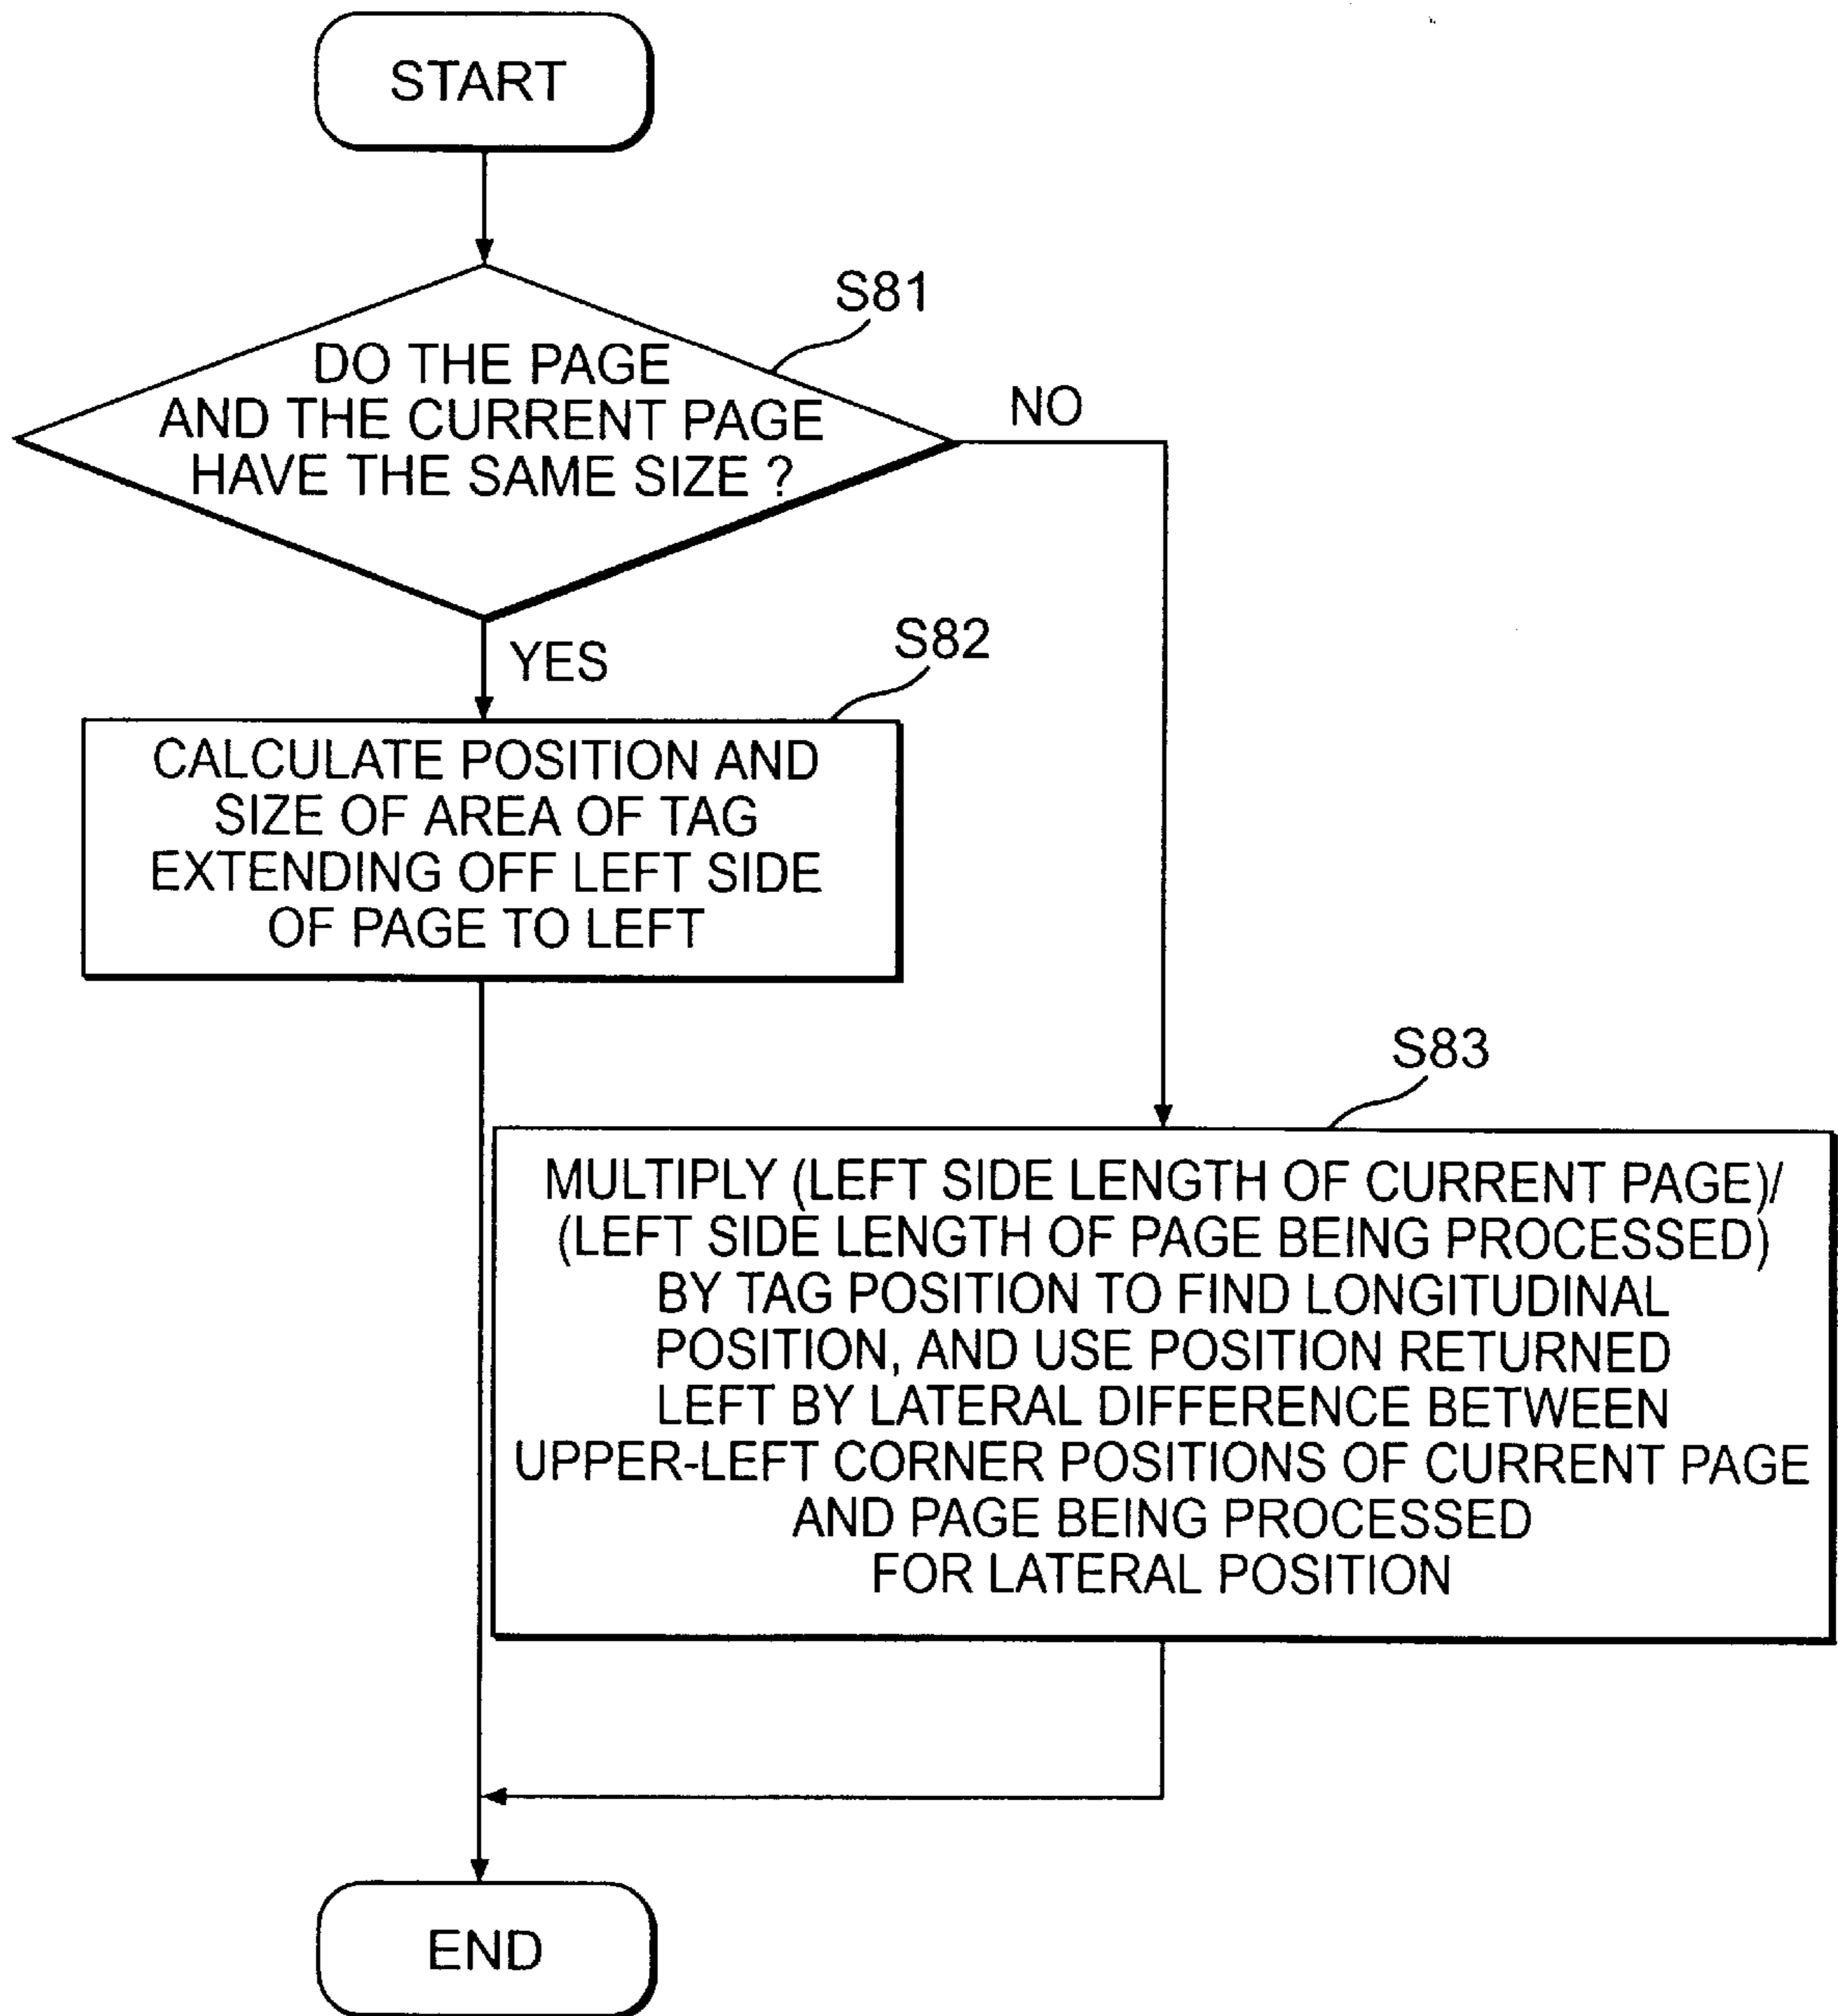 START
S81
DO THE PAGE
AND THE CURRENT PAGE
HAVE THE SAME SIZE ?
NO
YES
S82
CALCULATE POSITION AND
SIZE OF AREA OF TAG
EXTENDING OFF LEFT SIDE
OF PAGE TO LEFT
S83
MULTIPLY (LEFT SIDE LENGTH OF CURRENT PAGE)/
(LEFT SIDE LENGTH OF PAGE BEING PROCESSED)
BY TAG POSITION TO FIND LONGITUDINAL
POSITION, AND USE POSITION RETURNED
LEFT BY LATERAL DIFFERENCE BETWEEN
UPPER-LEFT CORNER POSITIONS OF CURRENT PAGE
AND PAGE BEING PROCESSED
FOR LATERAL POSITION
END